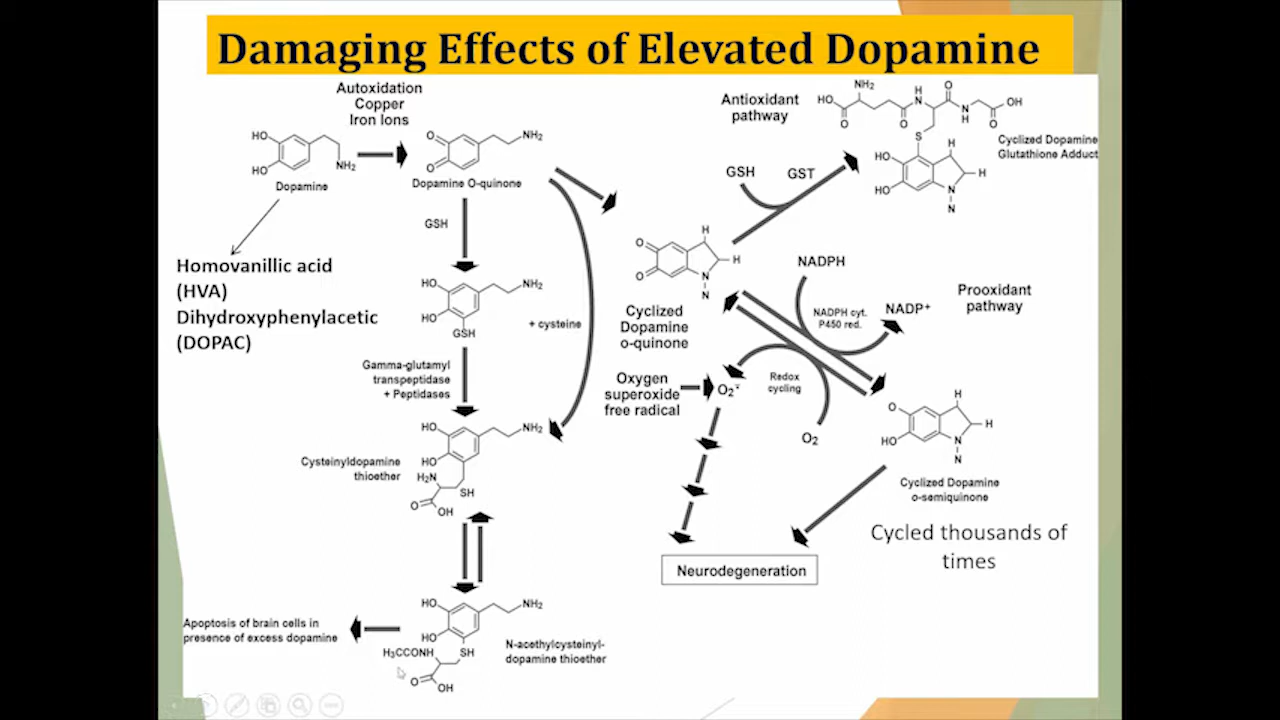 Damaging Effects of Elevated Dopamine
Autoxidation
Copper
Iron Ions
HO
HO
NH₂
Dopamine
O
O
NH₂
Dopamine O-quinone
Antioxidant
pathway
NH₂
HO
O
H
N
O
O
N
H
O
OH
S
HO
HO
H
H
N
N
Cyclized Dopamine
Glutathione Adduct
GSH
GST
GSH
Homovanillic acid
(HVA)
Dihydroxyphenylacetic
(DOPAC)
HO
HO
NH₂
GSH
+ cysteine
O
O
H
H
N
N
Cyclized
Dopamine
o-quinone
NADPH
NADPH cyt.
P450 red.
NADP⁺
Prooxidant
pathway
Gamma-glutamyl
transpeptidase
+ Peptidases
Oxygen
superoxide
free radical
O₂⁻
Redox
cycling
O₂
O
HO
H
H
N
N
Cyclized Dopamine
o-semiquinone
Cycled thousands of
times
Cysteinyldopamine
thioether
HO
HO
NH₂
H₂N
SH
O
OH
Neurodegeneration
Apoptosis of brain cells in
presence of excess dopamine
HO
HO
NH₂
H₃CCONH
SH
O
OH
N-acethylcysteinyl-
dopamine thioether